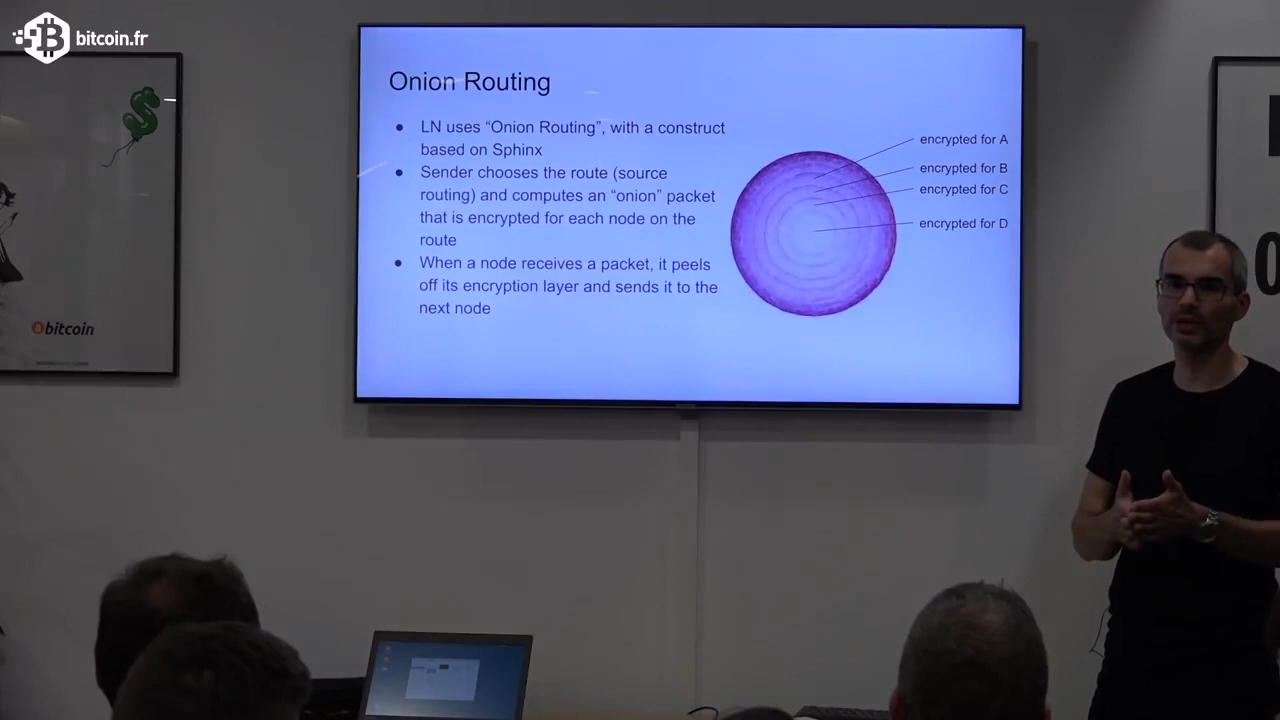 bitcoin.fr
Onion Routing
● LN uses “Onion Routing”, with a construct
based on Sphinx
● Sender chooses the route (source
routing) and computes an “onion” packet
that is encrypted for each node on the
route
● When a node receives a packet, it peels
off its encryption layer and sends it to the
next node
encrypted for A
encrypted for B
encrypted for C
encrypted for D
bitcoin